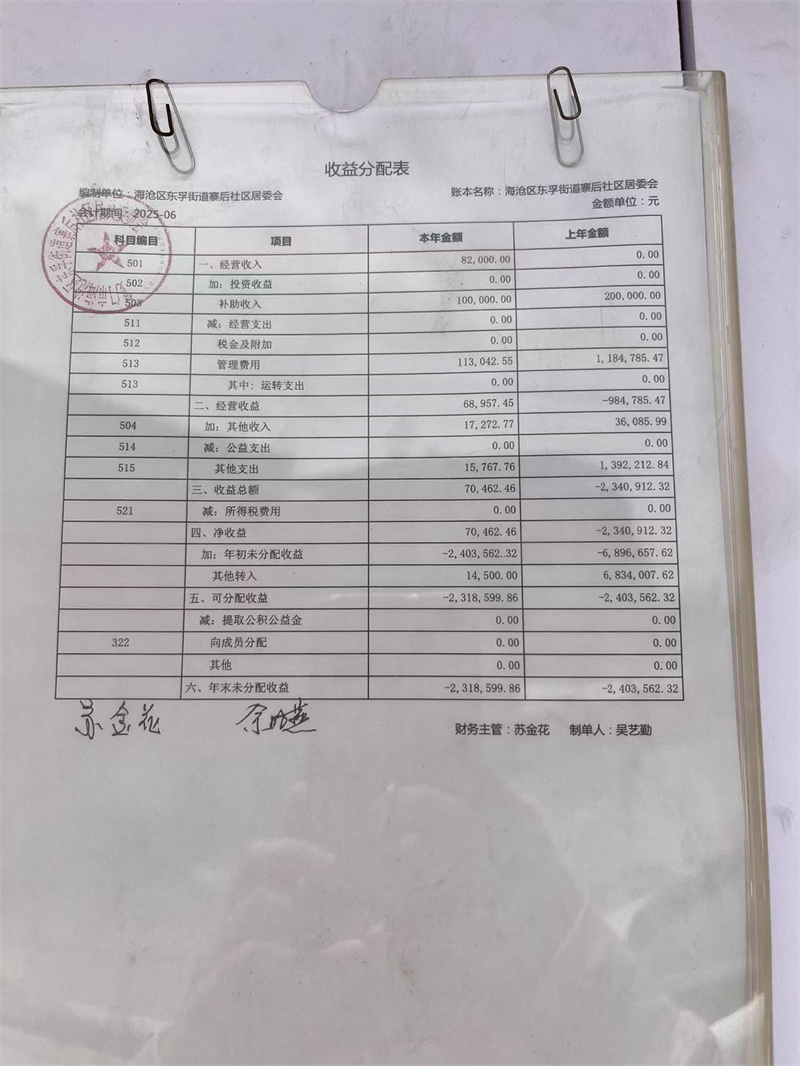 收益分配表
编制单位：海沧区东孚街道寨后社区居委会 账本名称：海沧区东孚街道寨后社区居委会
会计期间：2025-06 金额单位：元
科目编目 项目 本年金额 上年金额
501 一、经营收入 82,000.00 0.00
502 加：投资收益 0.00 0.00
503 补助收入 100,000.00 200,000.00
511 减：经营支出 0.00 0.00
512 税金及附加 0.00 0.00
513 管理费用 113,042.55 1,184,785.47
513 其中：运转支出 0.00 0.00
二、经营收益 68,957.45 -984,785.47
504 加：其他收入 17,272.77 36,085.99
514 减：公益支出 0.00 0.00
515 其他支出 15,767.76 1,392,212.84
三、收益总额 70,462.46 -2,340,912.32
521 减：所得税费用 0.00 0.00
四、净收益 70,462.46 -2,340,912.32
加：年初未分配收益 -2,403,562.32 -6,896,657.62
其他转入 14,500.00 6,834,007.62
五、可分配收益 -2,318,599.86 -2,403,562.32
减：提取公积公益金 0.00 0.00
322 向成员分配 0.00 0.00
其他 0.00 0.00
六、年末未分配收益 -2,318,599.86 -2,403,562.32
苏金花 财务主管：苏金花 制单人：吴艺勤